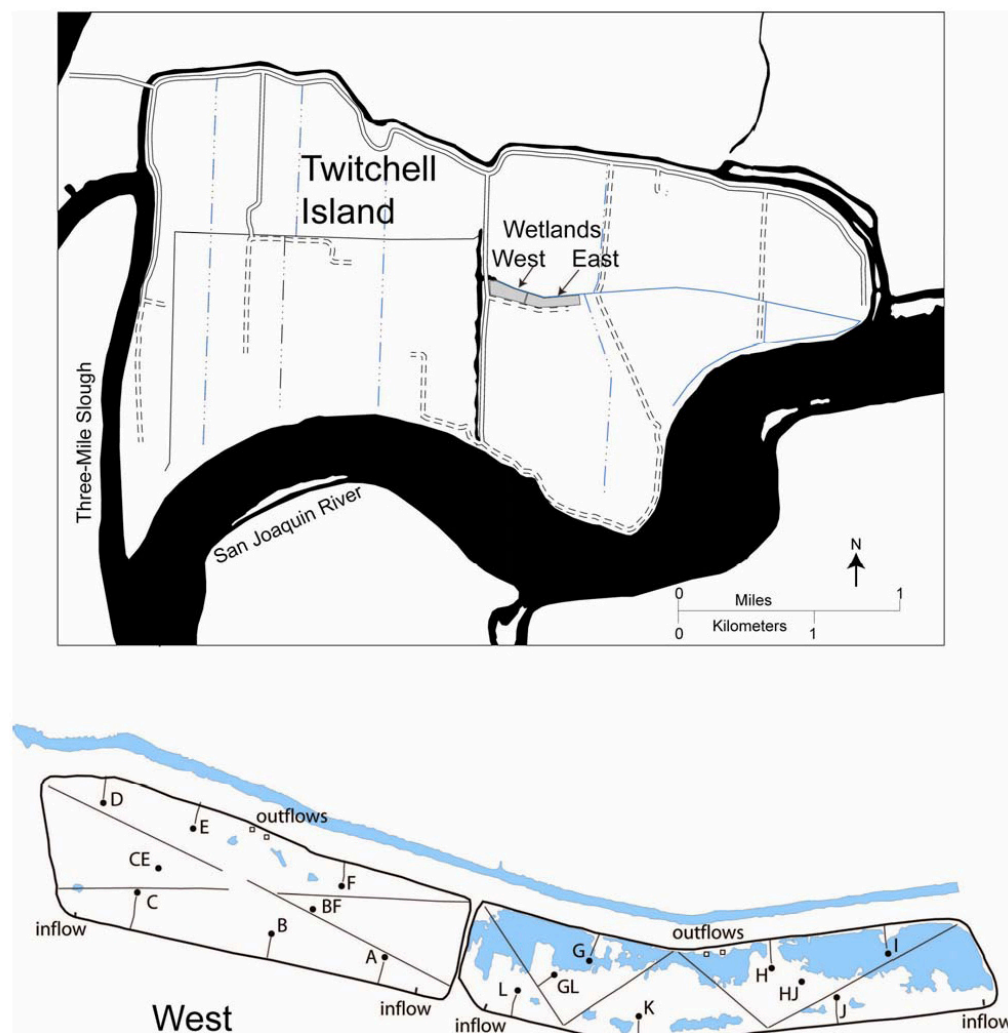 Twitchell
Island
Wetlands
West East
Three-Mile Slough
San Joaquin River
N
0 1
Miles
Kilometers
0 1
D
E
outflows
CE
F
C
BF
inflow
B
A
outflows
G
I
H
GL
HJ
L
K
J
inflow
inflow
inflow
West